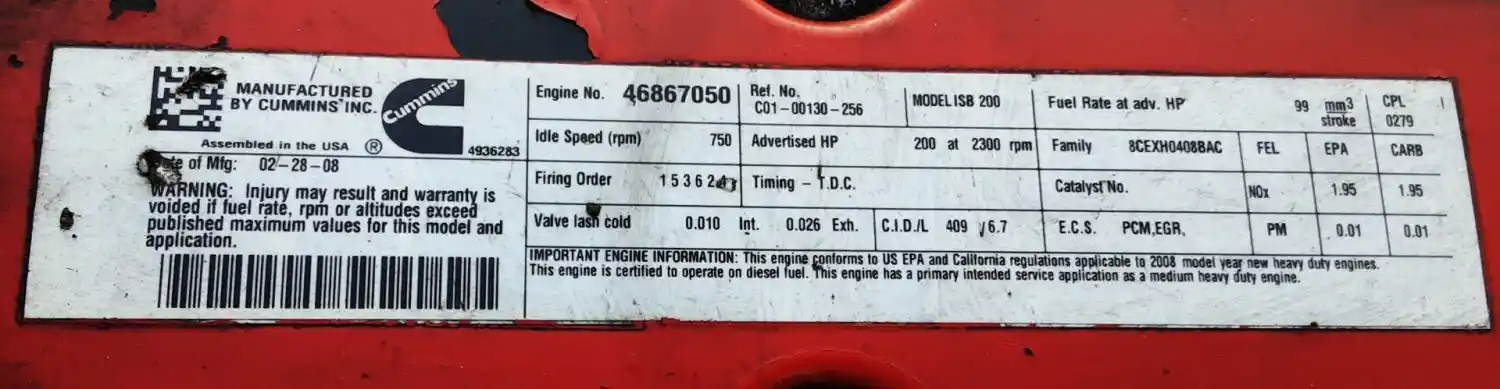 MANUFACTURED
BY CUMMINS INC.
Cummins
Assembled in the USA ®
4936283
of Mfg: 02-28-08
WARNING: Injury may result and warranty is
voided if fuel rate, rpm or altitudes exceed
published maximum values for this model and
application.
Engine No. 46867050
Ref. No.
C01-00130-256
MODEL ISB 200
Fuel Rate at adv. HP 99 mm3
stroke
CPL
0279
Idle Speed (rpm) 750
Advertised HP 200 at 2300 rpm
Family 8CEXH0408BAC
FEL EPA CARB
Firing Order 153624
Timing - T.D.C.
Catalyst No.
NOx 1.95 1.95
Valve lash cold 0.010 Int. 0.026 Exh.
C.I.D./L 409 /6.7
E.C.S. PCM,EGR,
PM 0.01 0.01
IMPORTANT ENGINE INFORMATION: This engine conforms to US EPA and California regulations applicable to 2008 model year new heavy duty engines.
This engine is certified to operate on diesel fuel. This engine has a primary intended service application as a medium heavy duty engine.